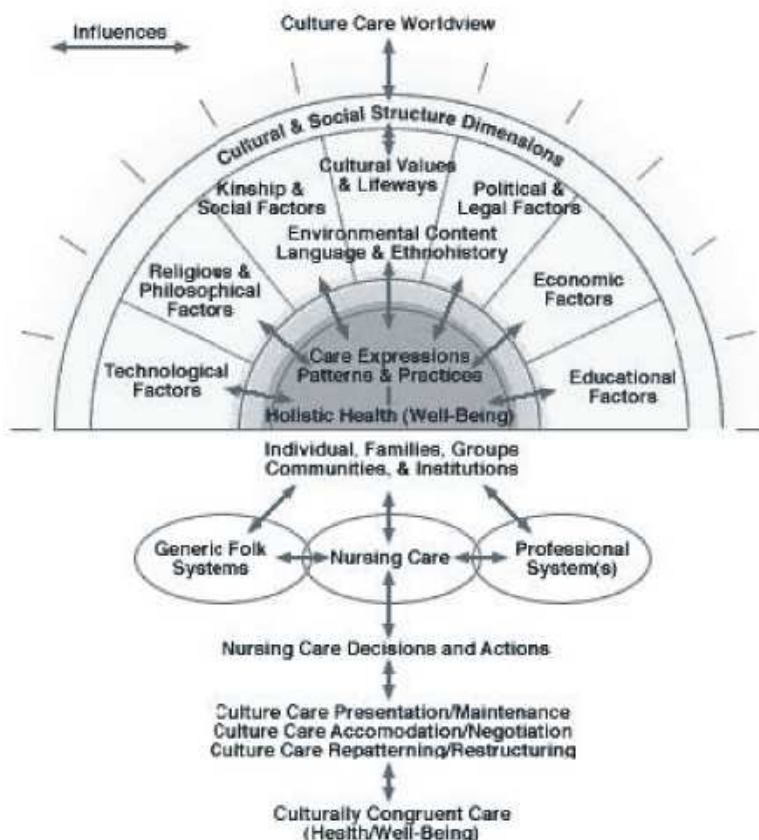 Culture Care Worldview
Influences
Cultural & Social Structure Dimensions
Cultural Values
& Lifeways
Kinship &
Social Factors
Political &
Legal Factors
Environmental Content
Language & Ethnohistory
Religious &
Philosophical
Factors
Economic
Factors
Technological
Factors
Care Expressions
Patterns & Practices
Educational
Factors
Holistic Health (Well-Being)
Individual, Families, Groups
Communities, & Institutions
Generic Folk
Systems
Nursing Care
Professional
System(s)
Nursing Care Decisions and Actions
Culture Care Presentation/Maintenance
Culture Care Accomodation/Negotiation
Culture Care Repatterning/Restructuring
Culturally Congruent Care
(Health/Well-Being)